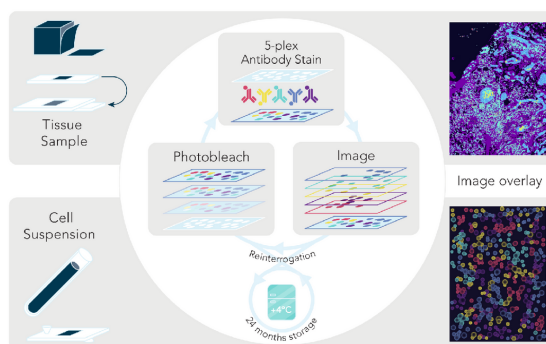 5-plex
Antibody Stain
Tissue
Sample
Photobleach
Image
Image overlay
Cell
Suspension
Reinterrogation
+4°C
24 months storage